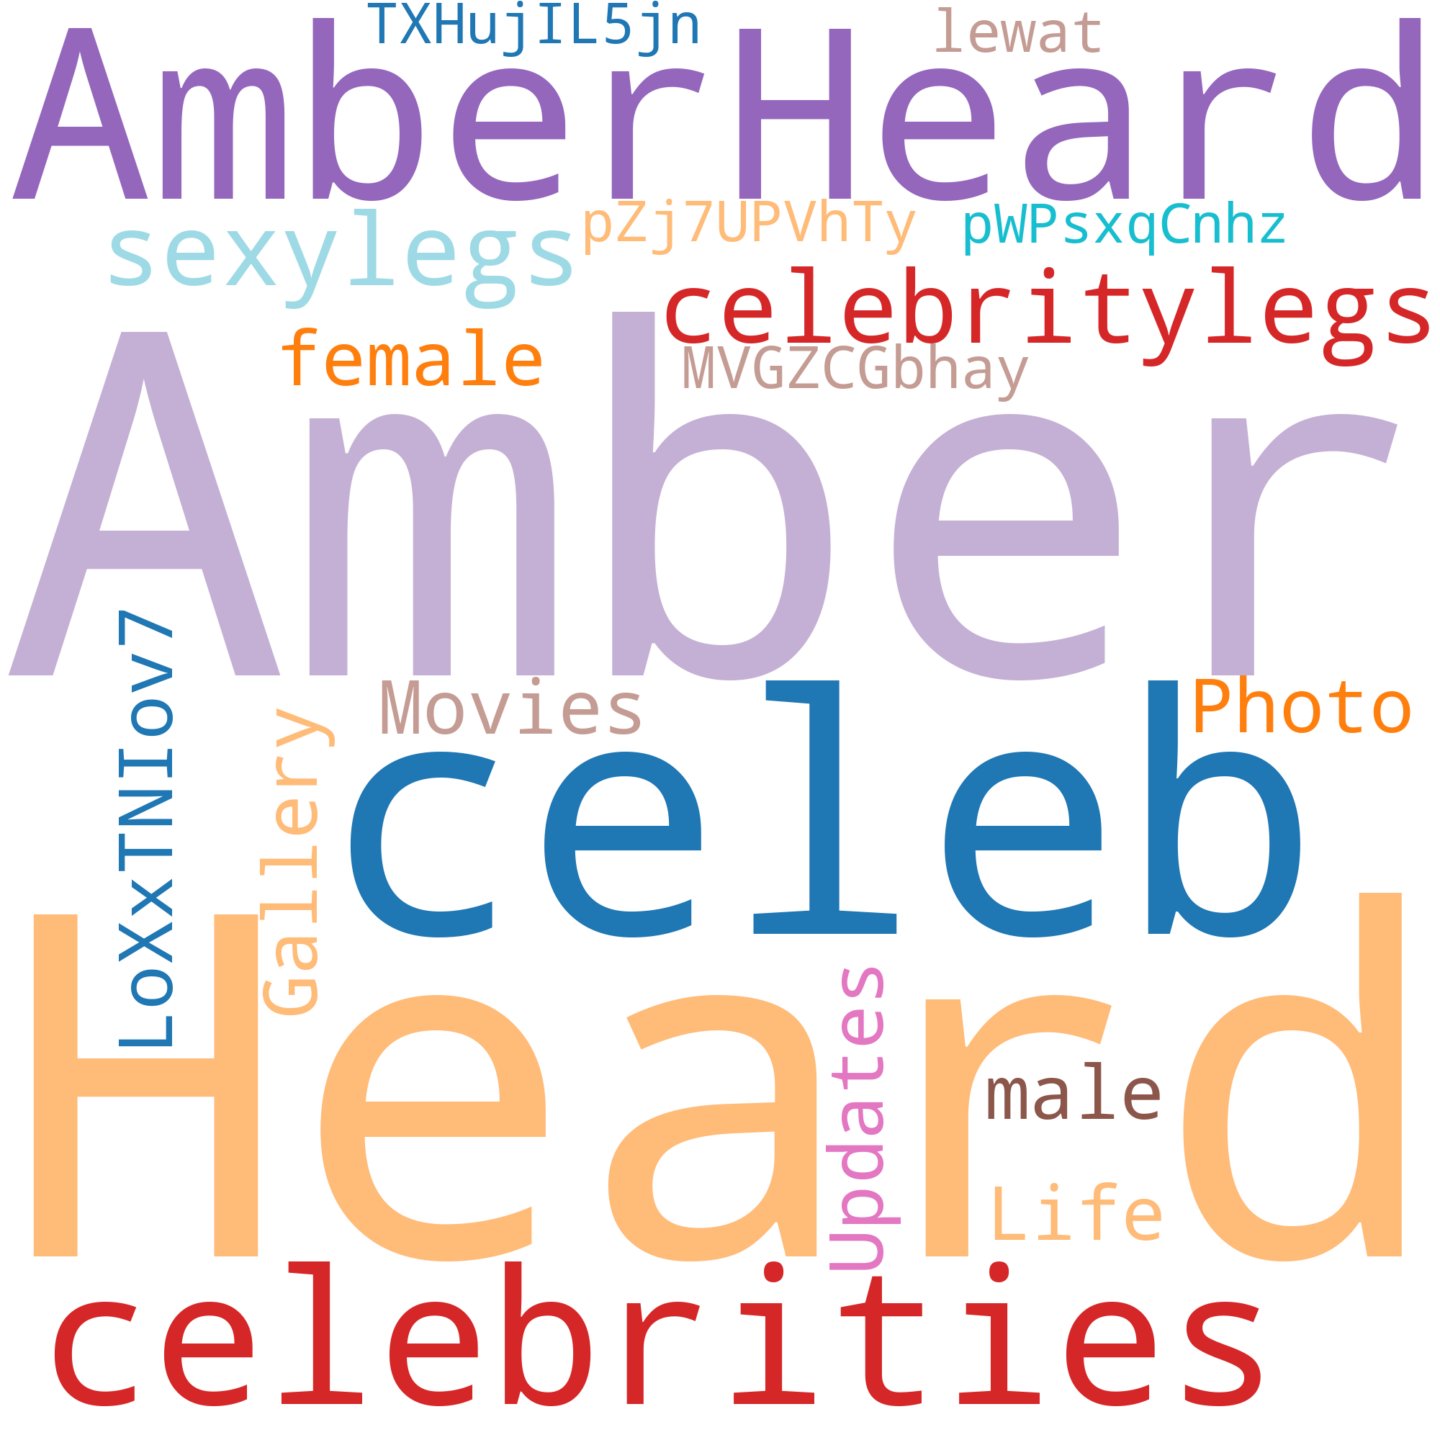 TXHujIL5jn
lewat
AmberHeard
pZj7UPVhTy
pWPsxqCnhz
sexylegs
celebritylegs
female
MVGZCGbhay
Amber
LoXxTNIov7
Movies
Photo
celeb
Gallery
Heard
Updates
male
Life
celebrities